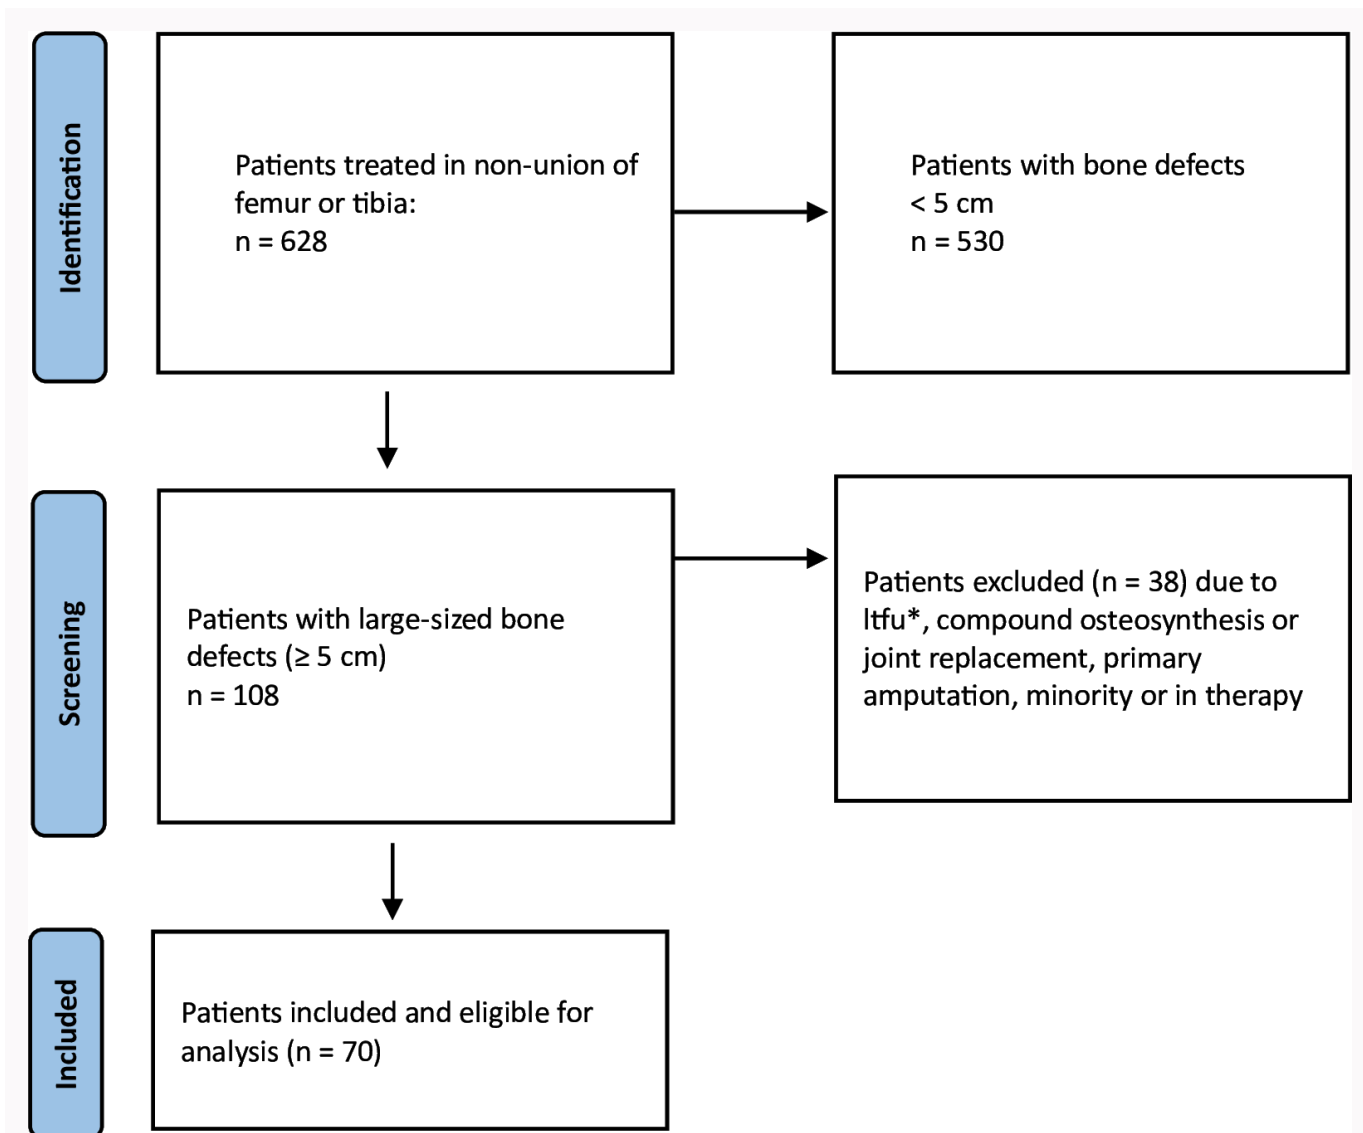 Identification
Patients treated in non-union of
femur or tibia:
n = 628
Patients with bone defects
< 5 cm
n = 530
Screening
Patients with large-sized bone
defects (≥ 5 cm)
n = 108
Patients excluded (n = 38) due to
ltfu*, compound osteosynthesis or
joint replacement, primary
amputation, minority or in therapy
Included
Patients included and eligible for
analysis (n = 70)